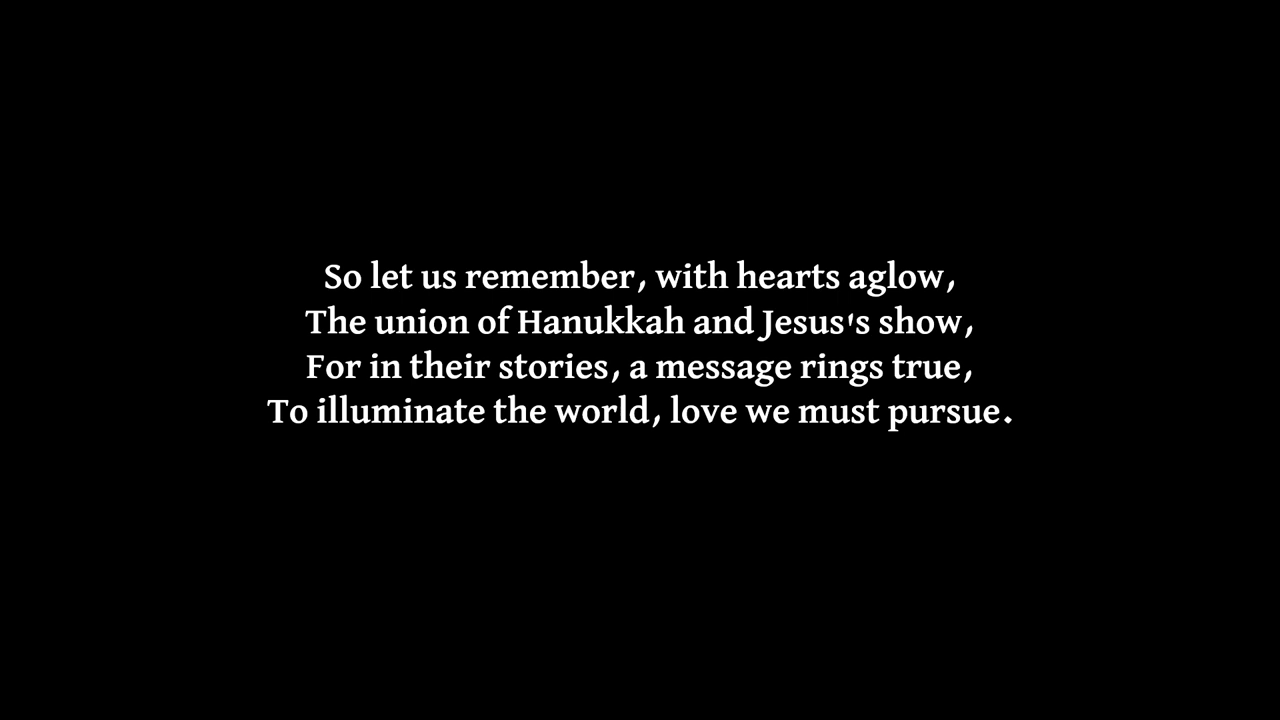 So let us remember, with hearts aglow,
The union of Hanukkah and Jesus's show,
For in their stories, a message rings true,
To illuminate the world, love we must pursue.